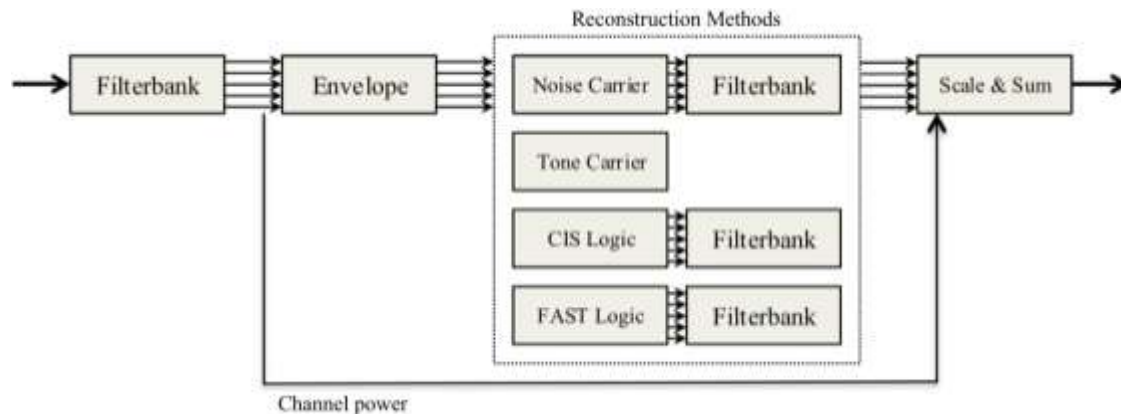 Reconstruction Methods
Filterbank
Envelope
Noise Carrier
Filterbank
Scale & Sum
Tone Carrier
CIS Logic
Filterbank
FAST Logic
Filterbank
Channel power